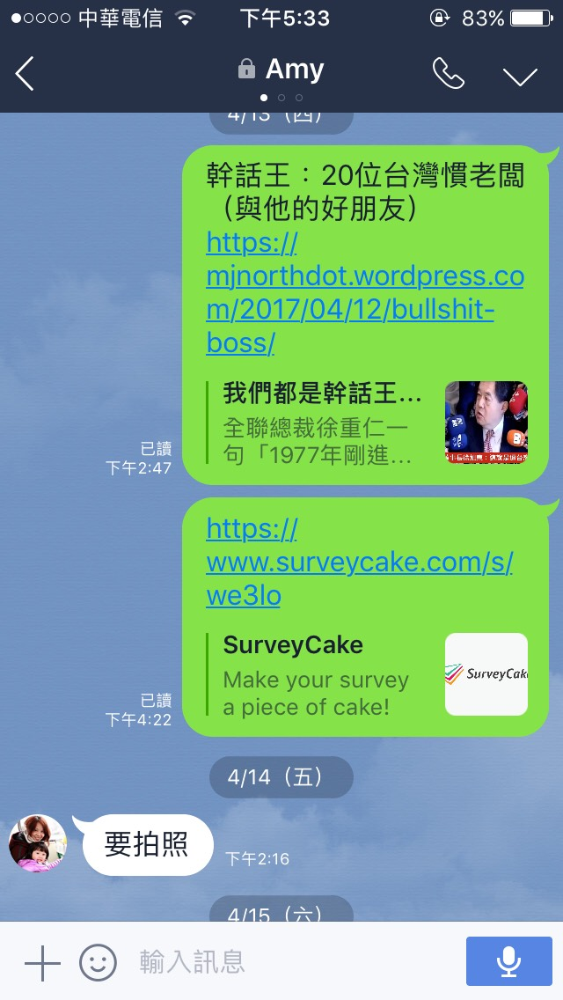 中華電信 下午5:33 83%
Amy
4/13（四）
幹話王：20位台灣慣老闆
（與他的好朋友）
https://
mjnorthdot.wordpress.co
m/2017/04/12/bullshit-
boss/
我們都是幹話王...
全聯總裁徐重仁一
句「1977年剛進...
已讀
下午2:47
https://
www.surveycake.com/s/
we3lo
SurveyCake
Make your survey
a piece of cake!
SurveyCak
已讀
下午4:22
4/14（五）
要拍照
下午2:16
4/15（六）
輸入訊息